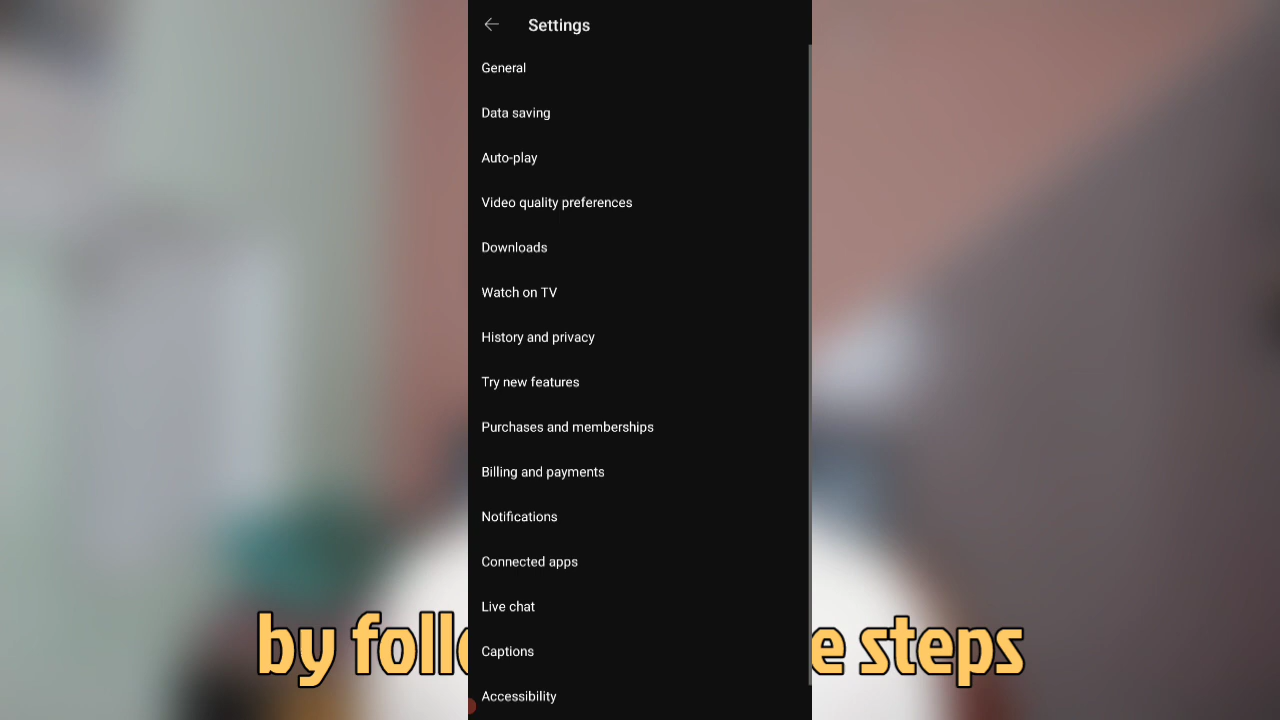 Settings
General
Data saving
Auto-play
Video quality preferences
Downloads
Watch on TV
History and privacy
Try new features
Purchases and memberships
Billing and payments
Notifications
Connected apps
Live chat
Captions
by steps
Accessibility